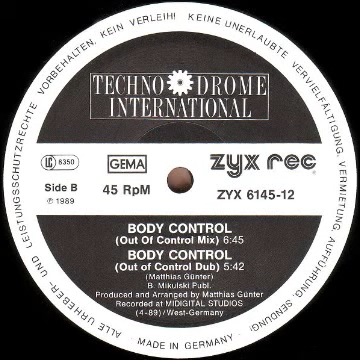 ALLE URHEBER- UND LEISTUNGSSCHUTZRECHTE VORBEHALTEN. KEIN VERLEIH! KEINE UNERLAUBTE VERVIELFÄLTIGUNG, VERMIETUNG, AUFFÜHRUNG, SENDUNG!
TECHNO DROME
INTERNATIONAL
LC 6350
GEMA
zyx rec
Side B
45 RpM
ZYX 6145-12
℗ 1989
BODY CONTROL
(Out Of Control Mix) 6:45
BODY CONTROL
(Out of Control Dub) 5:42
(Matthias Günter)
B. Mikulski Publ.
Produced and Arranged by Matthias Günter
Recorded at MIDIGITAL STUDIOS
(4-89)/West-Germany
• MADE IN GERMANY •